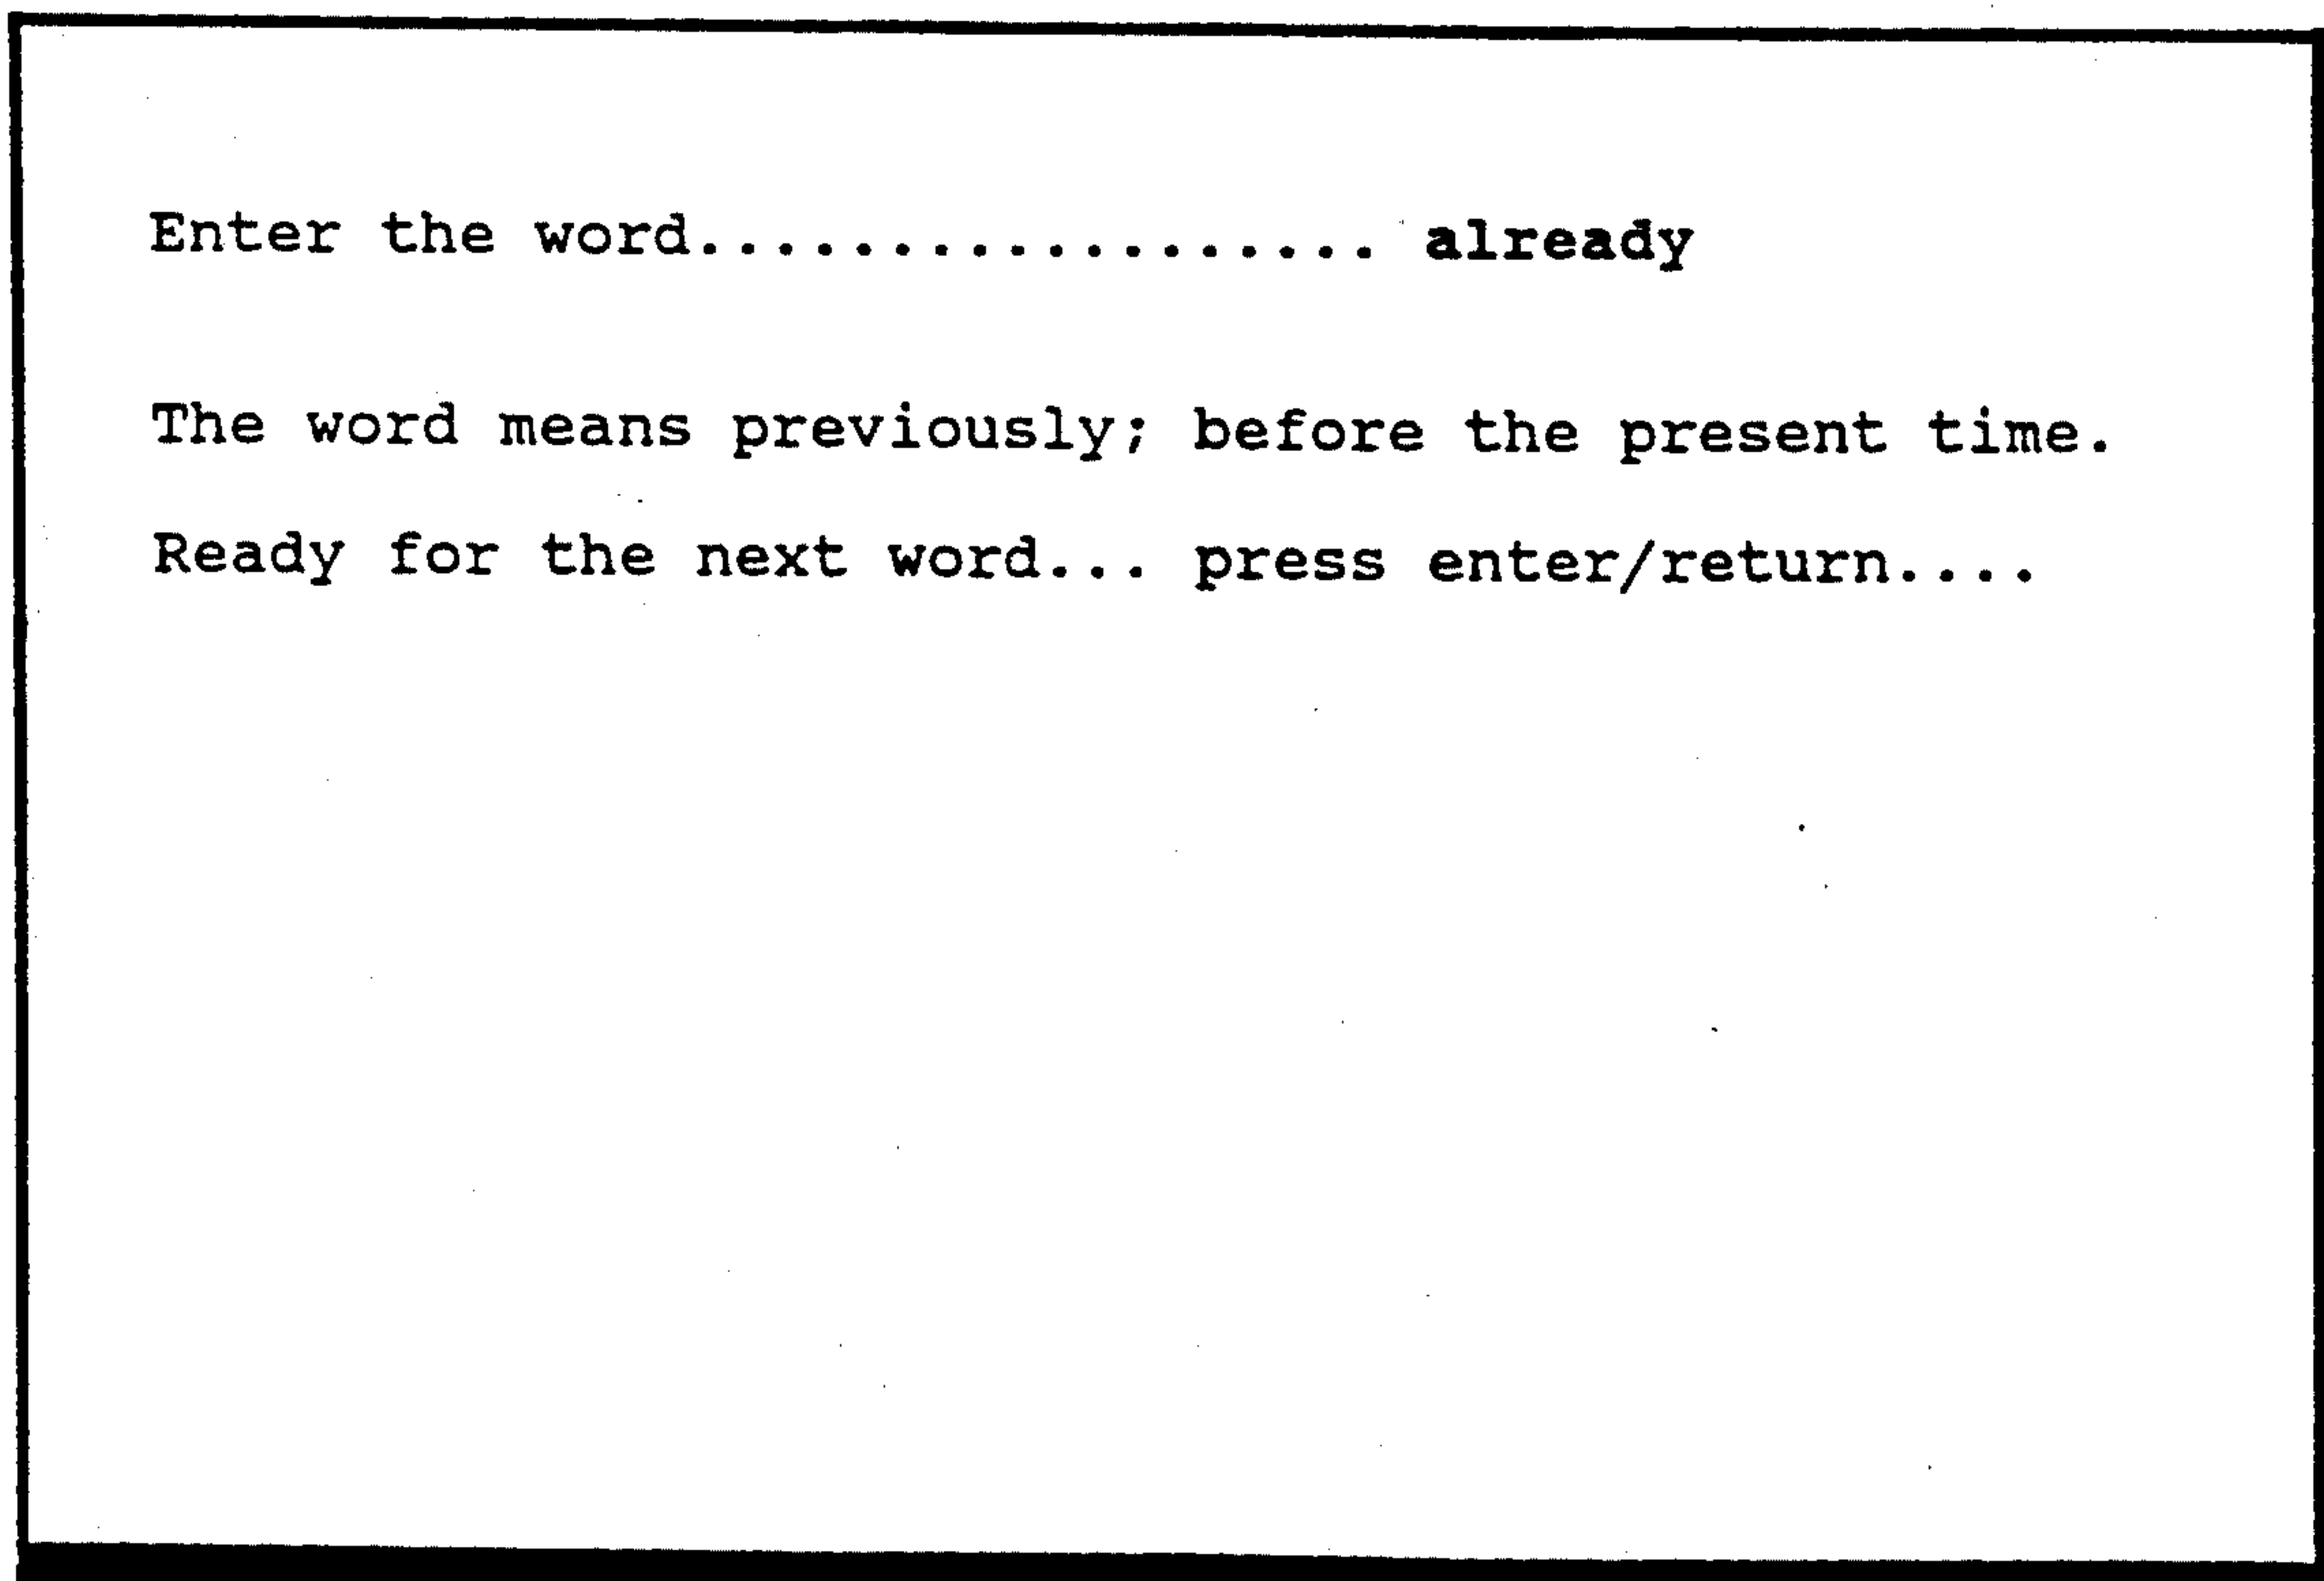 Enter the word.................. already
The word means previously; before the present time.
Ready for the next word... press enter/return....